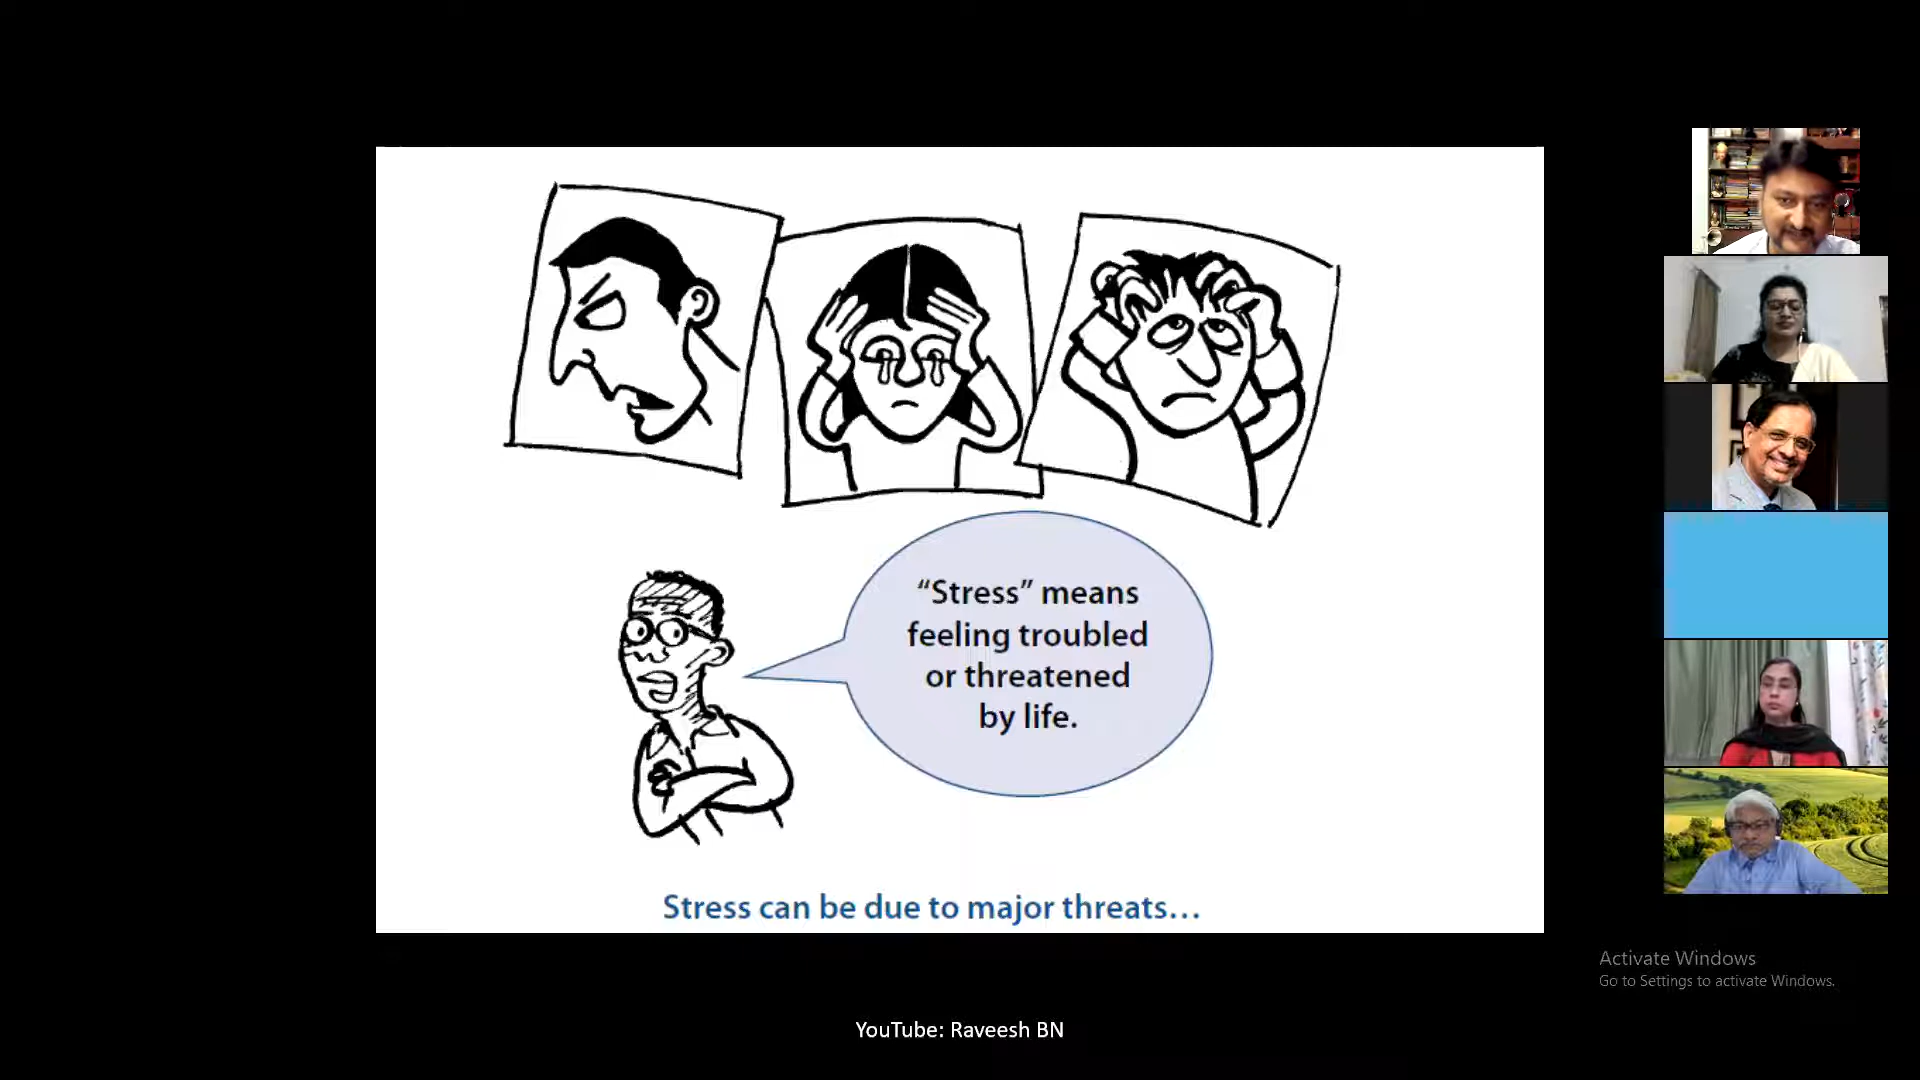 “Stress” means
feeling troubled
or threatened
by life.
Stress can be due to major threats…
Activate Windows
Go to Settings to activate Windows.
YouTube: Raveesh BN